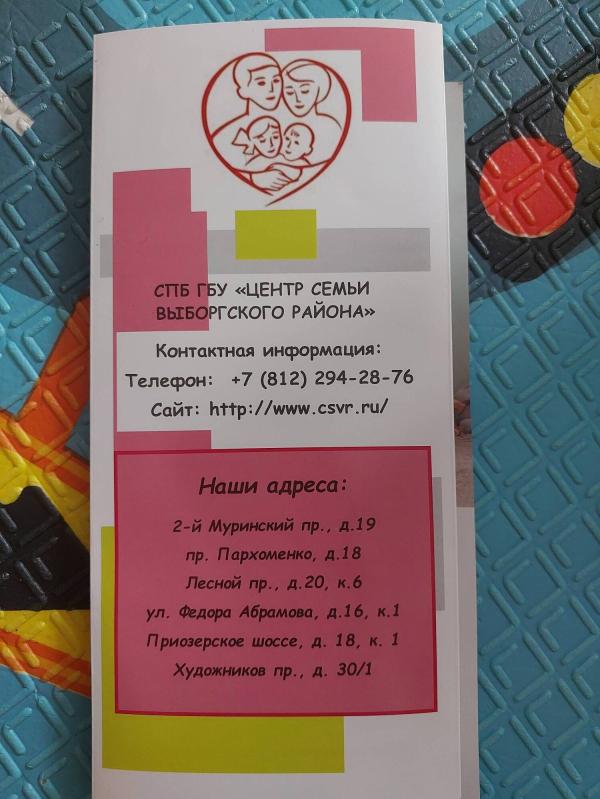 СПБ ГБУ «ЦЕНТР СЕМЬИ
ВЫБОРГСКОГО РАЙОНА»
Контактная информация:
Телефон: +7 (812) 294-28-76
Сайт: http://www.csvr.ru/
Наши адреса:
2-й Муринский пр., д.19
пр. Пархоменко, д.18
Лесной пр., д.20, к.6
ул. Федора Абрамова, д.16, к.1
Приозерское шоссе, д. 18, к. 1
Художников пр., д. 30/1